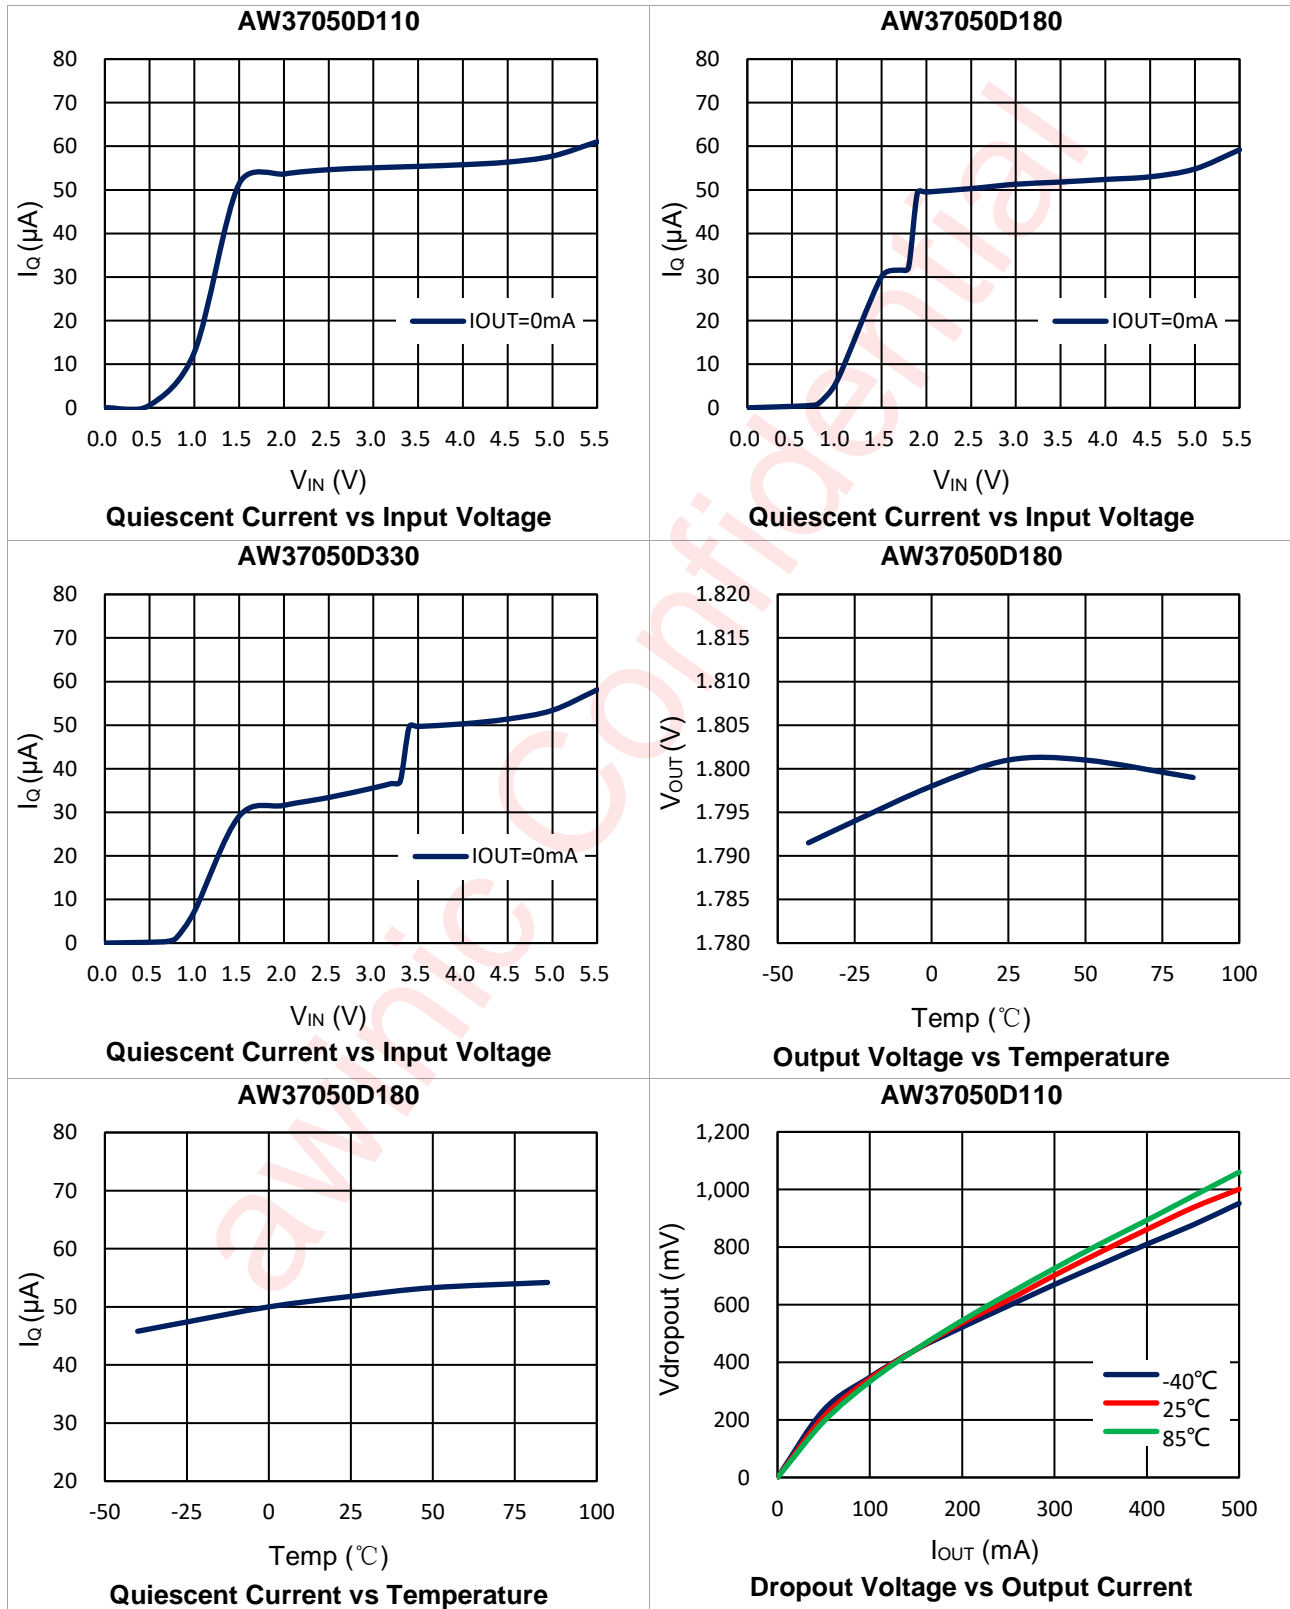 AW37050D110
80
70
60
50
40
30
20
10
0
IQ (µA)
IOUT=0mA
0.0 0.5 1.0 1.5 2.0 2.5 3.0 3.5 4.0 4.5 5.0 5.5
VIN (V)
Quiescent Current vs Input Voltage
AW37050D180
80
70
60
50
40
30
20
10
0
IQ (µA)
IOUT=0mA
0.0 0.5 1.0 1.5 2.0 2.5 3.0 3.5 4.0 4.5 5.0 5.5
VIN (V)
Quiescent Current vs Input Voltage
AW37050D330
80
70
60
50
40
30
20
10
0
IQ (µA)
IOUT=0mA
0.0 0.5 1.0 1.5 2.0 2.5 3.0 3.5 4.0 4.5 5.0 5.5
VIN (V)
Quiescent Current vs Input Voltage
AW37050D180
1.820
1.815
1.810
1.805
1.800
1.795
1.790
1.785
1.780
VOUT (V)
-50 -25 0 25 50 75 100
Temp (℃)
Output Voltage vs Temperature
AW37050D180
80
70
60
50
40
30
20
IQ (µA)
-50 -25 0 25 50 75 100
Temp (℃)
Quiescent Current vs Temperature
AW37050D110
1,200
1,000
800
600
400
200
0
Vdropout (mV)
-40℃
25℃
85℃
0 100 200 300 400 500
IOUT (mA)
Dropout Voltage vs Output Current
awinic Confidential